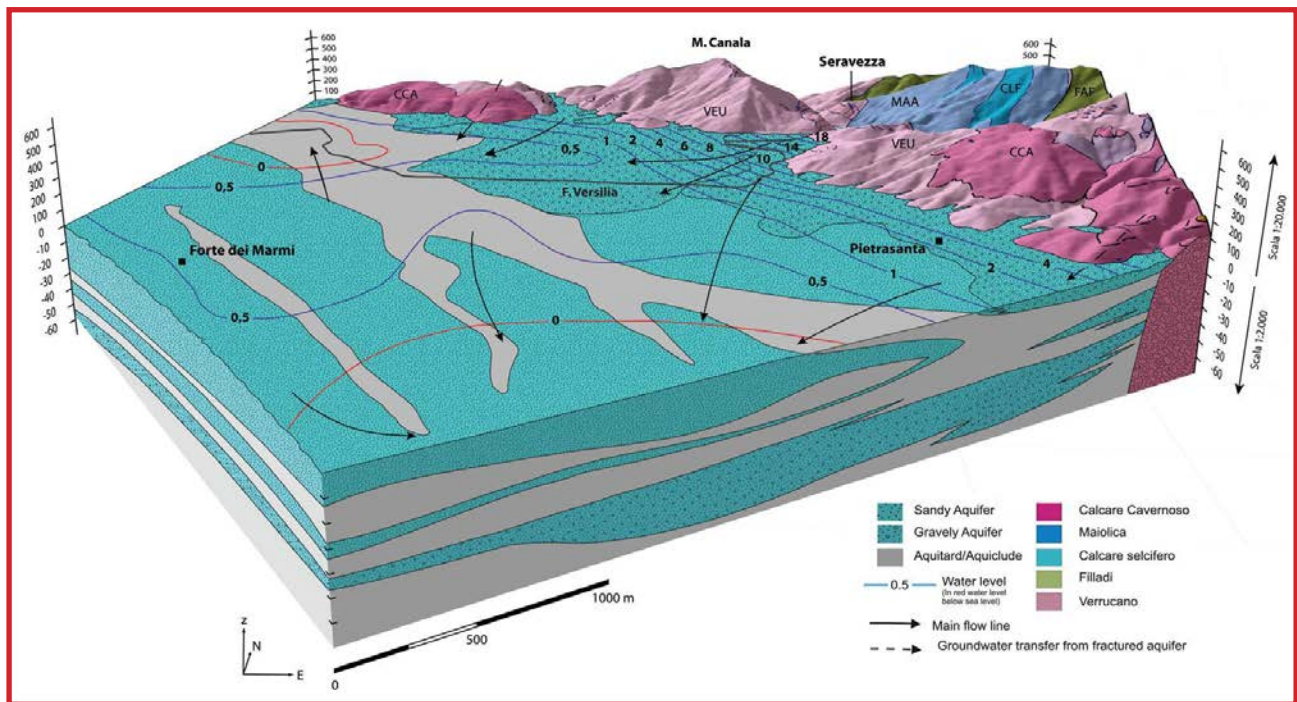 M. Canala
Seravezza
600
500
400
300
200
100
600
500
CCA
VEU
MAA
CLF
FAF
VEU
CCA
600
500
400
300
200
100
0
-10
-20
-30
-40
-50
-60
0
0,5
0,5
1
2
4
6
8
10
14
18
F. Versilia
Forte dei Marmi
Pietrasanta
0,5
0
0,5
1
2
4
600
500
400
300
200
100
0
-10
-20
-30
-40
-50
-60
Scala 1:20.000
Scala 1:2.000
Sandy Aquifer
Gravely Aquifer
Aquitard/Aquiclude
0.5 Water level
(In red water level
below sea level)
Main flow line
Groundwater transfer from fractured aquifer
Calcare Cavernoso
Maiolica
Calcare selcifero
Filladi
Verrucano
z
N
E
0
500
1000 m